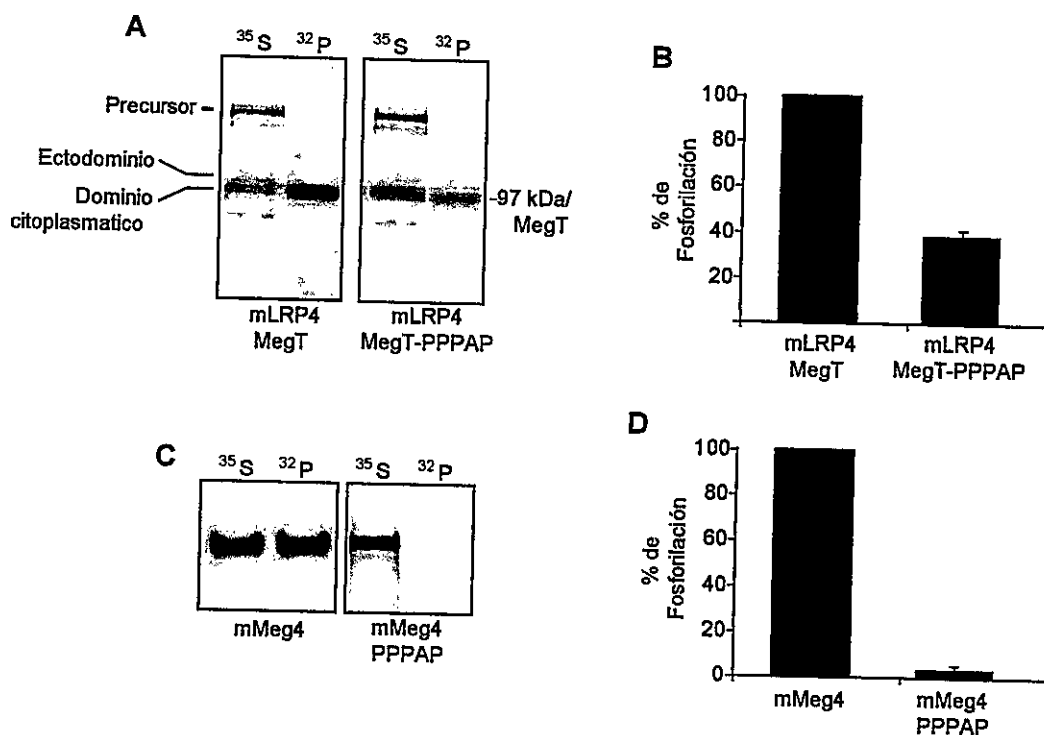 A
³⁵S ³²P ³⁵S ³²P
Precursor
Ectodominio
Dominio
citoplasmatico
-97 kDa/
MegT
mLRP4
MegT
mLRP4
MegT-PPPAP
B
% de
Fosforilación
100
80
60
40
20
mLRP4
MegT
mLRP4
MegT-PPPAP
C
³⁵S ³²P ³⁵S ³²P
mMeg4
mMeg4
PPPAP
D
% de
Fosforilación
100
80
60
40
20
0
mMeg4
mMeg4
PPPAP